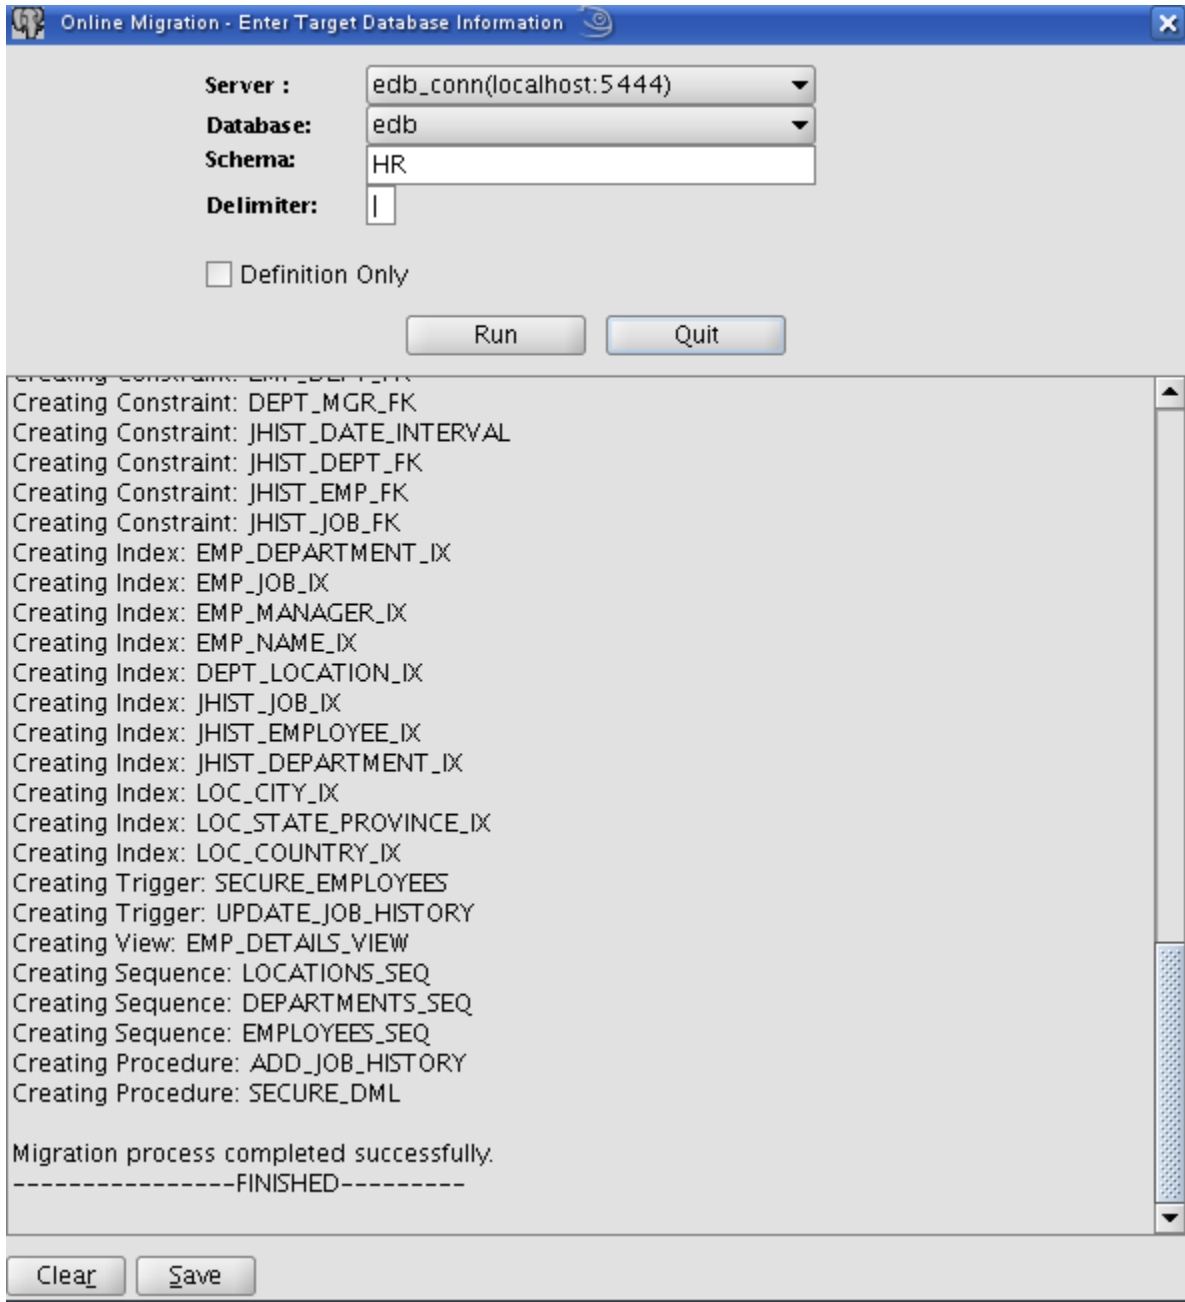 Online Migration - Enter Target Database Information
Server :
edb_conn(localhost:5444)
Database:
edb
Schema:
HR
Delimiter:
|
Definition Only
Run
Quit
Creating Constraint: EMP_DEPT_FK
Creating Constraint: DEPT_MGR_FK
Creating Constraint: JHIST_DATE_INTERVAL
Creating Constraint: JHIST_DEPT_FK
Creating Constraint: JHIST_EMP_FK
Creating Constraint: JHIST_JOB_FK
Creating Index: EMP_DEPARTMENT_IX
Creating Index: EMP_JOB_IX
Creating Index: EMP_MANAGER_IX
Creating Index: EMP_NAME_IX
Creating Index: DEPT_LOCATION_IX
Creating Index: JHIST_JOB_IX
Creating Index: JHIST_EMPLOYEE_IX
Creating Index: JHIST_DEPARTMENT_IX
Creating Index: LOC_CITY_IX
Creating Index: LOC_STATE_PROVINCE_IX
Creating Index: LOC_COUNTRY_IX
Creating Trigger: SECURE_EMPLOYEES
Creating Trigger: UPDATE_JOB_HISTORY
Creating View: EMP_DETAILS_VIEW
Creating Sequence: LOCATIONS_SEQ
Creating Sequence: DEPARTMENTS_SEQ
Creating Sequence: EMPLOYEES_SEQ
Creating Procedure: ADD_JOB_HISTORY
Creating Procedure: SECURE_DML
Migration process completed successfully.
----------------FINISHED---------
Clear
Save